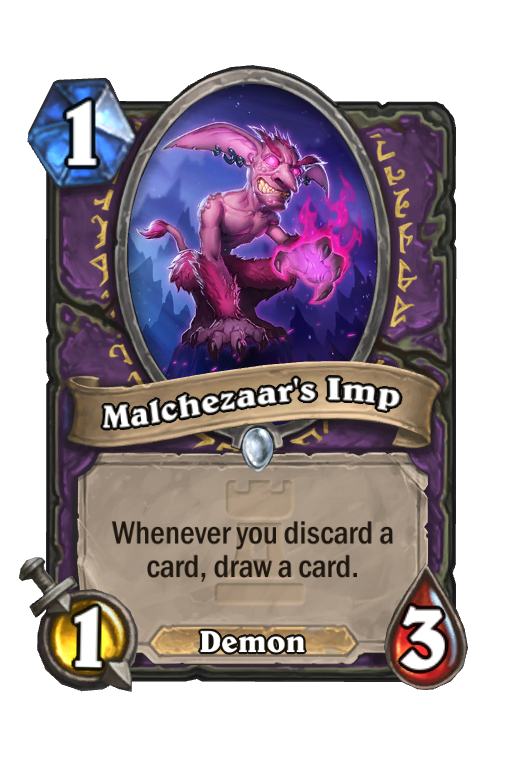 1
Malchezaar's Imp
Whenever you discard a
card, draw a card.
1
Demon
3